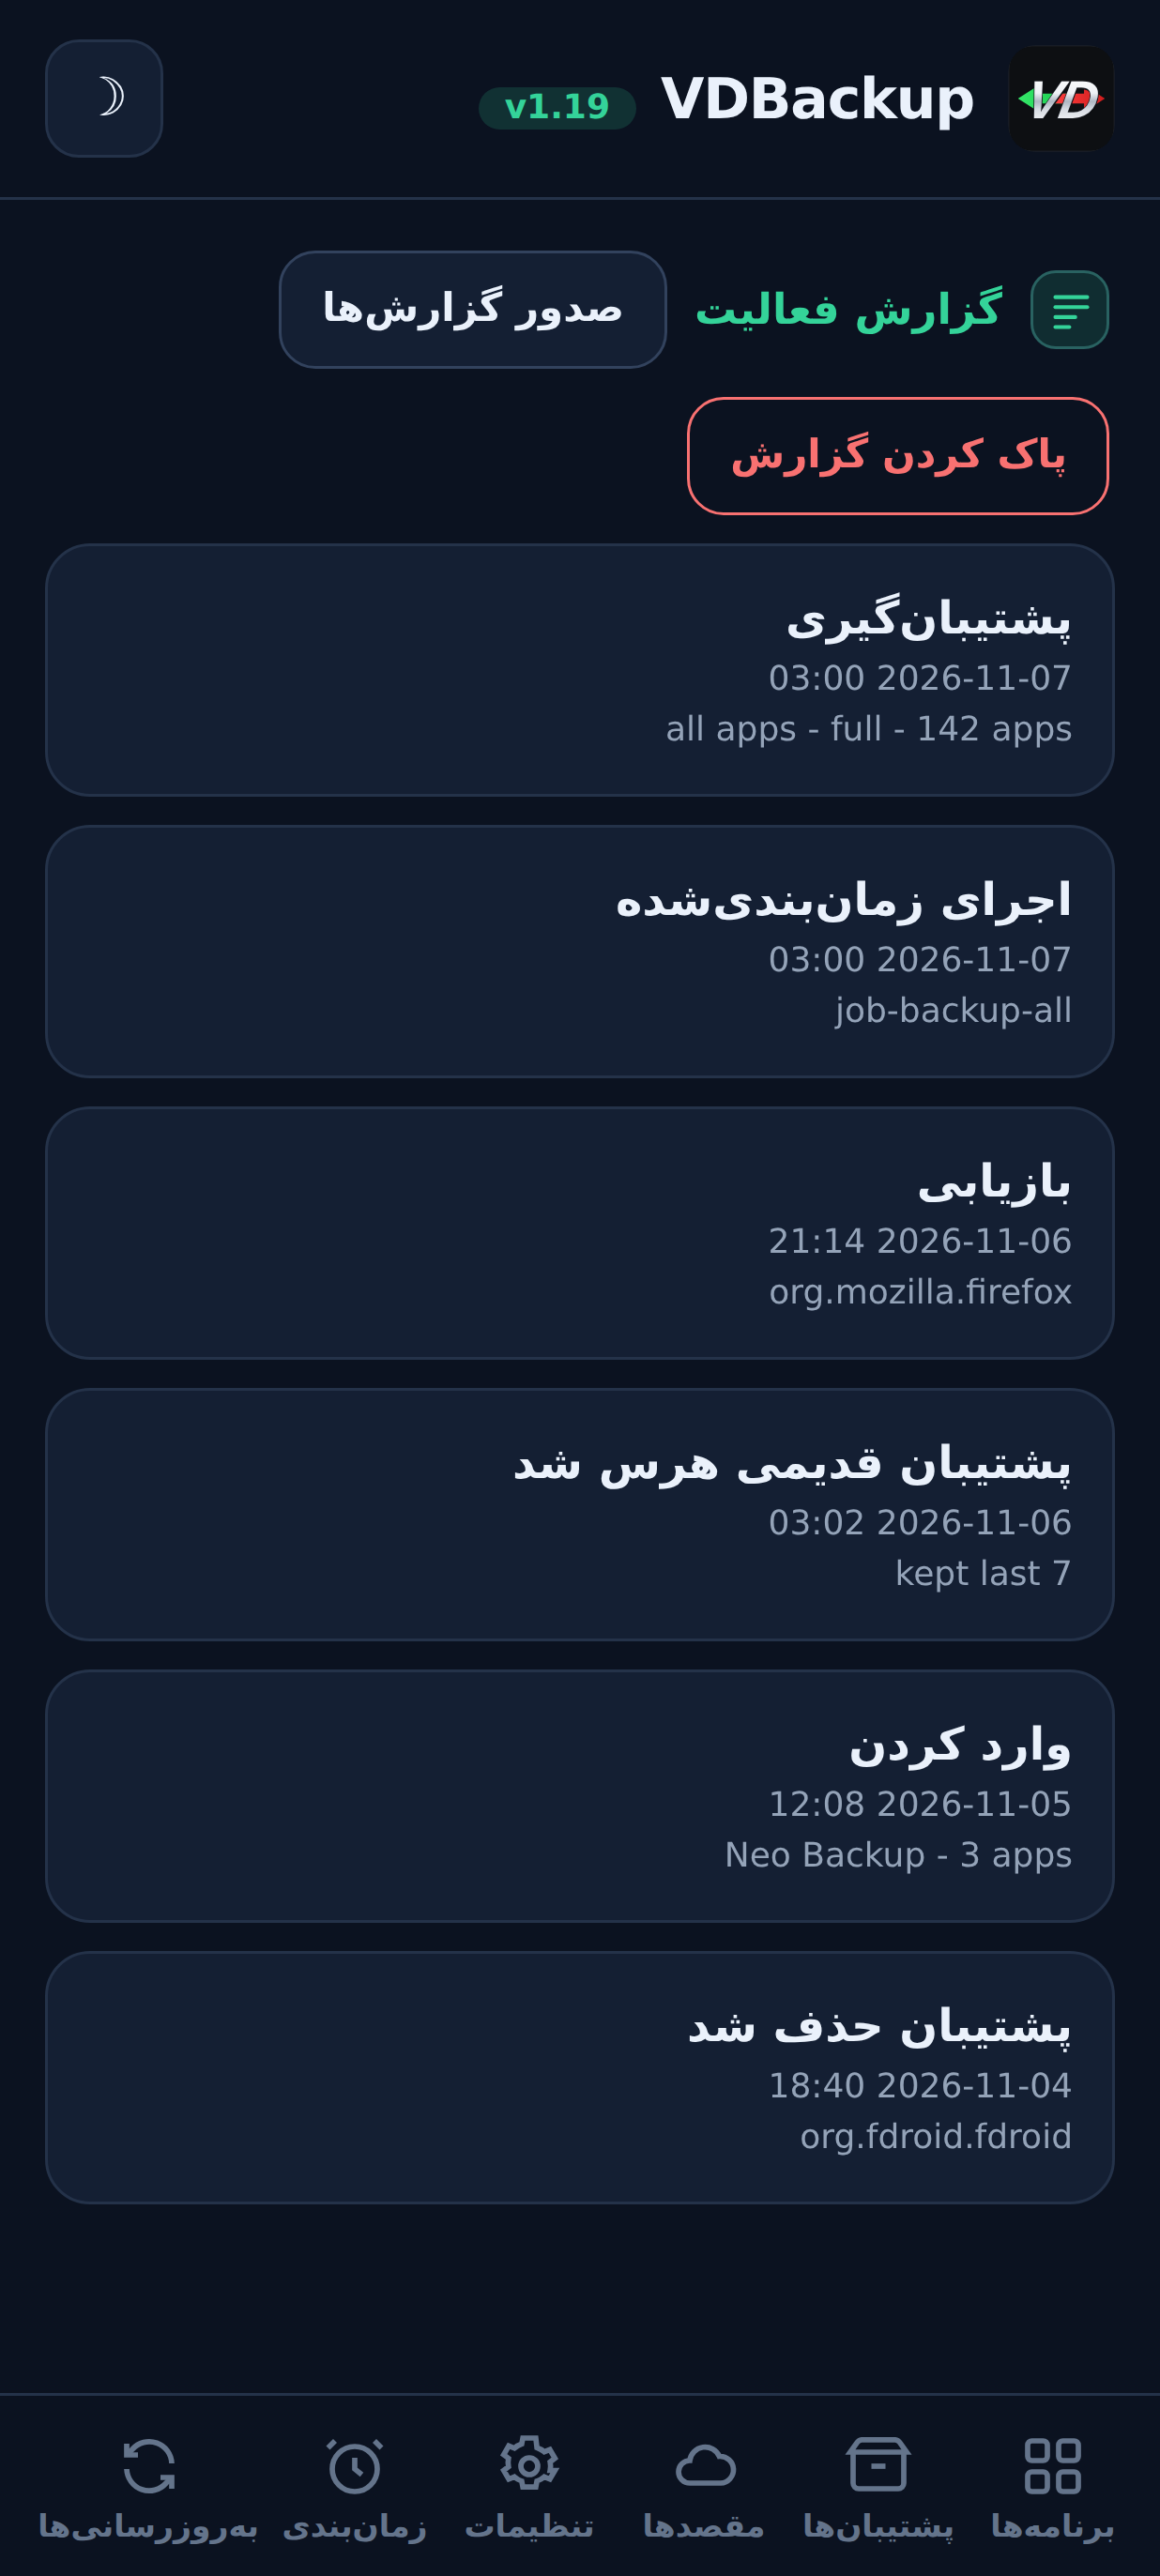 VD VDBackup v1.19 ☽
گزارش فعالیت صدور گزارش‌ها
پاک کردن گزارش
پشتیبان‌گیری
03:00 2026-11-07
all apps - full - 142 apps
اجرای زمان‌بندی‌شده
03:00 2026-11-07
job-backup-all
بازیابی
21:14 2026-11-06
org.mozilla.firefox
پشتیبان قدیمی هرس شد
03:02 2026-11-06
kept last 7
وارد کردن
12:08 2026-11-05
Neo Backup - 3 apps
پشتیبان حذف شد
18:40 2026-11-04
org.fdroid.fdroid
برنامه‌ها پشتیبان‌ها مقصدها تنظیمات زمان‌بندی به‌روزرسانی‌ها